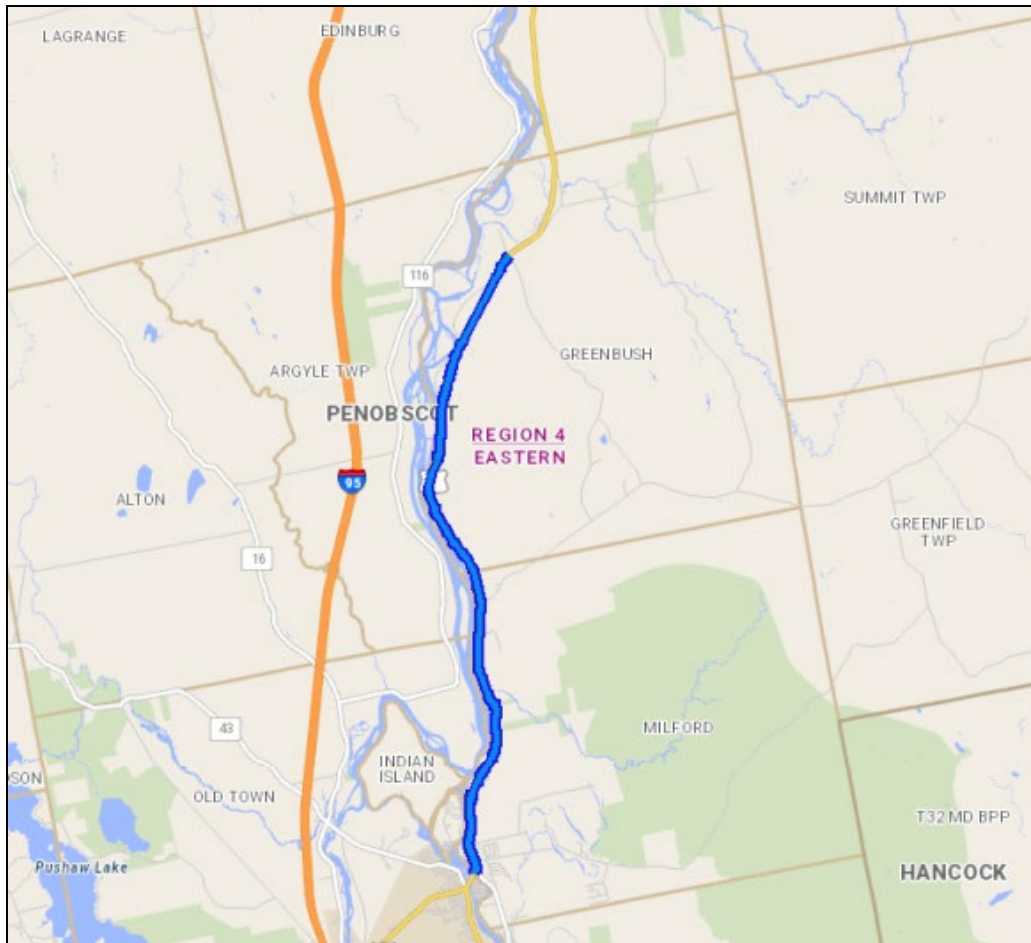 EDINBURG
LAGRANGE
SUMMIT TWP
116
GREENBUSH
ARGYLE TWP
PENOBSCOT
REGION 4
EASTERN
95
ALTON
GREENFIELD
TWP
16
43
MILFORD
INDIAN
ISLAND
SON
OLD TOWN
T32 MD BPP
Pushaw Lake
HANCOCK